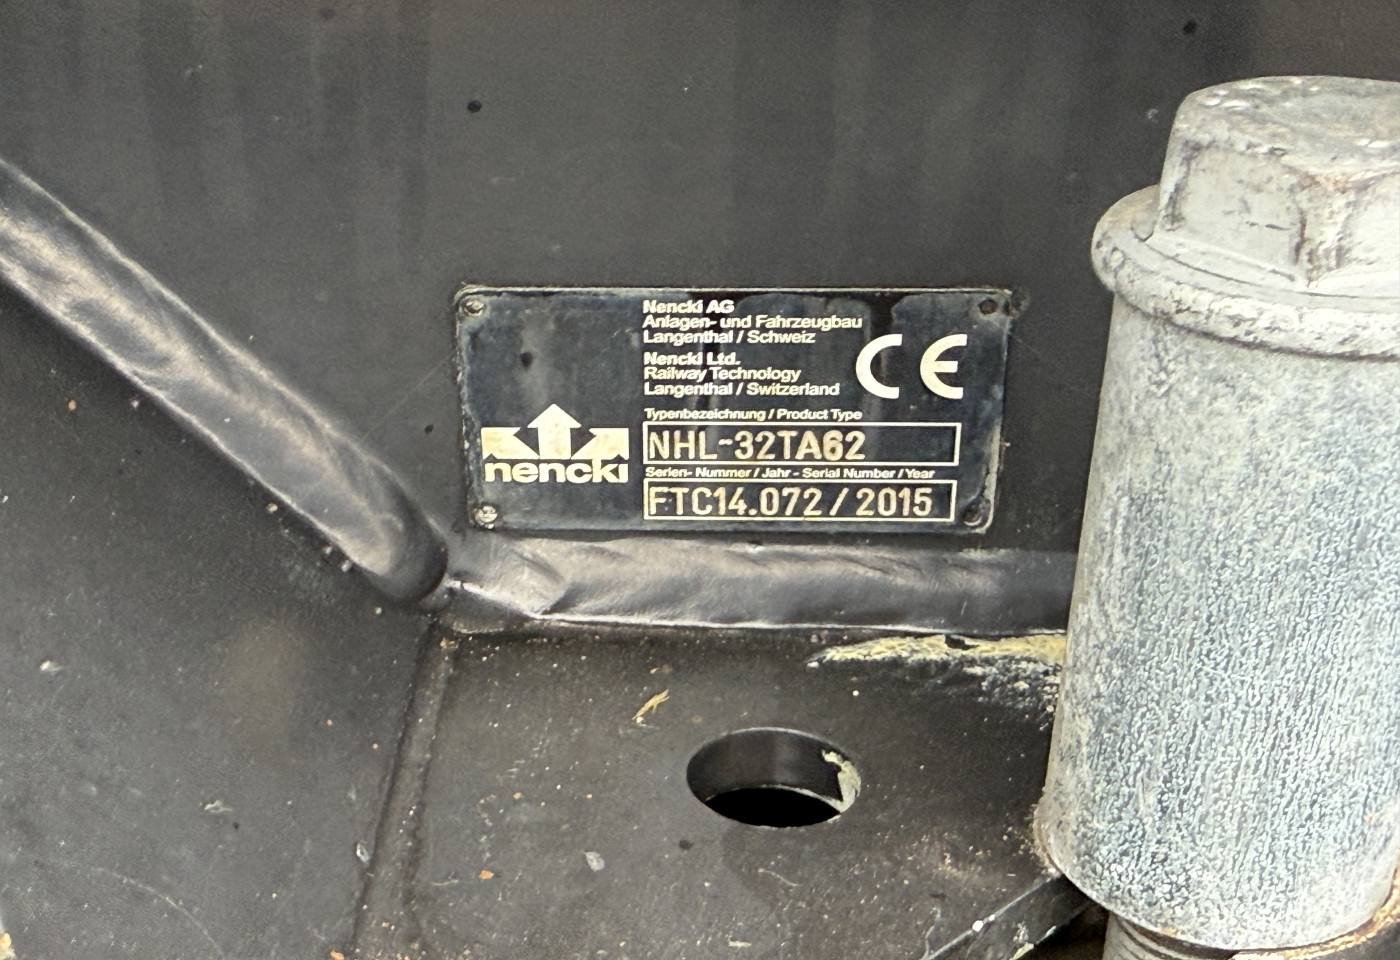 Nencki AG
Anlagen- und Fahrzeugbau
Langenthal / Schweiz
Nencki Ltd.
Railway Technology
Langenthal / Switzerland
CE
nencki
Typenbezeichnung / Product Type
NHL-32TA62
Serien- Nummer / Jahr - Serial Number / Year
FTC14.072 / 2015